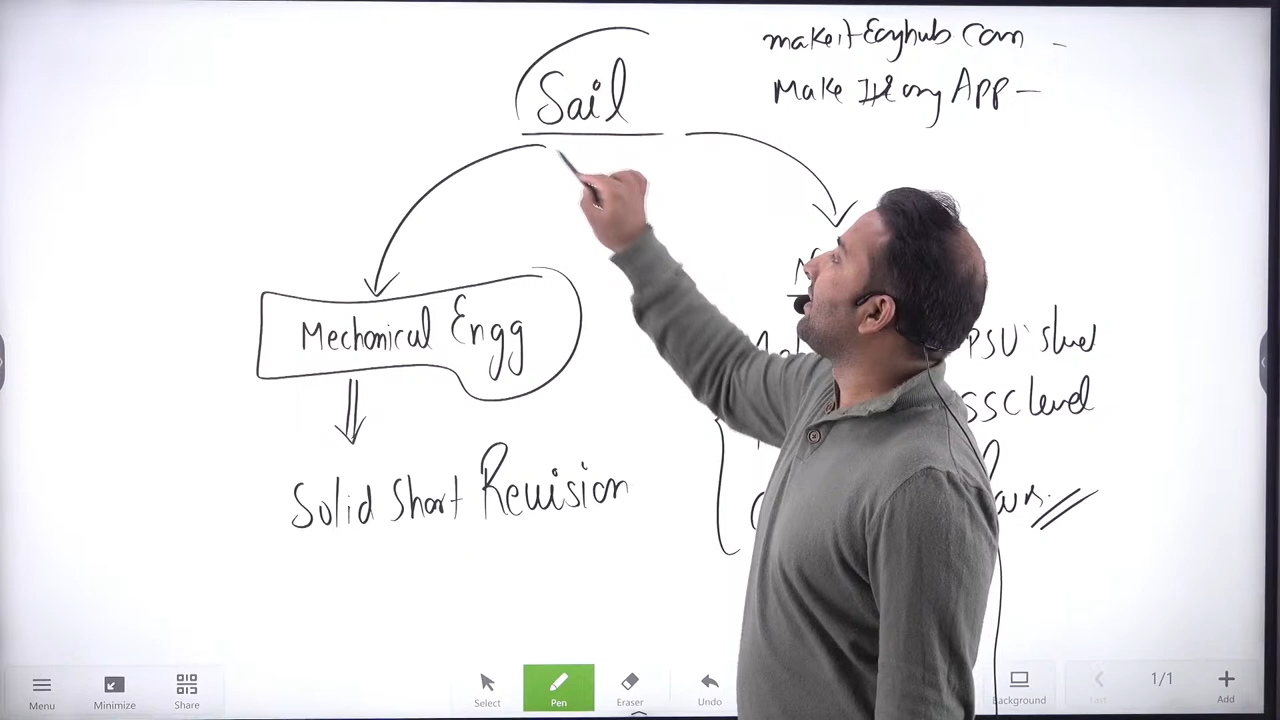 makeitEasyhub Com -
Sail
Make It Easy App -
Mechanical Engg
PSU's level
SSC level
Solid Short Revision
Menu
Minimize
Share
Select
Pen
Eraser
Undo
Background
Last
1/1
Add